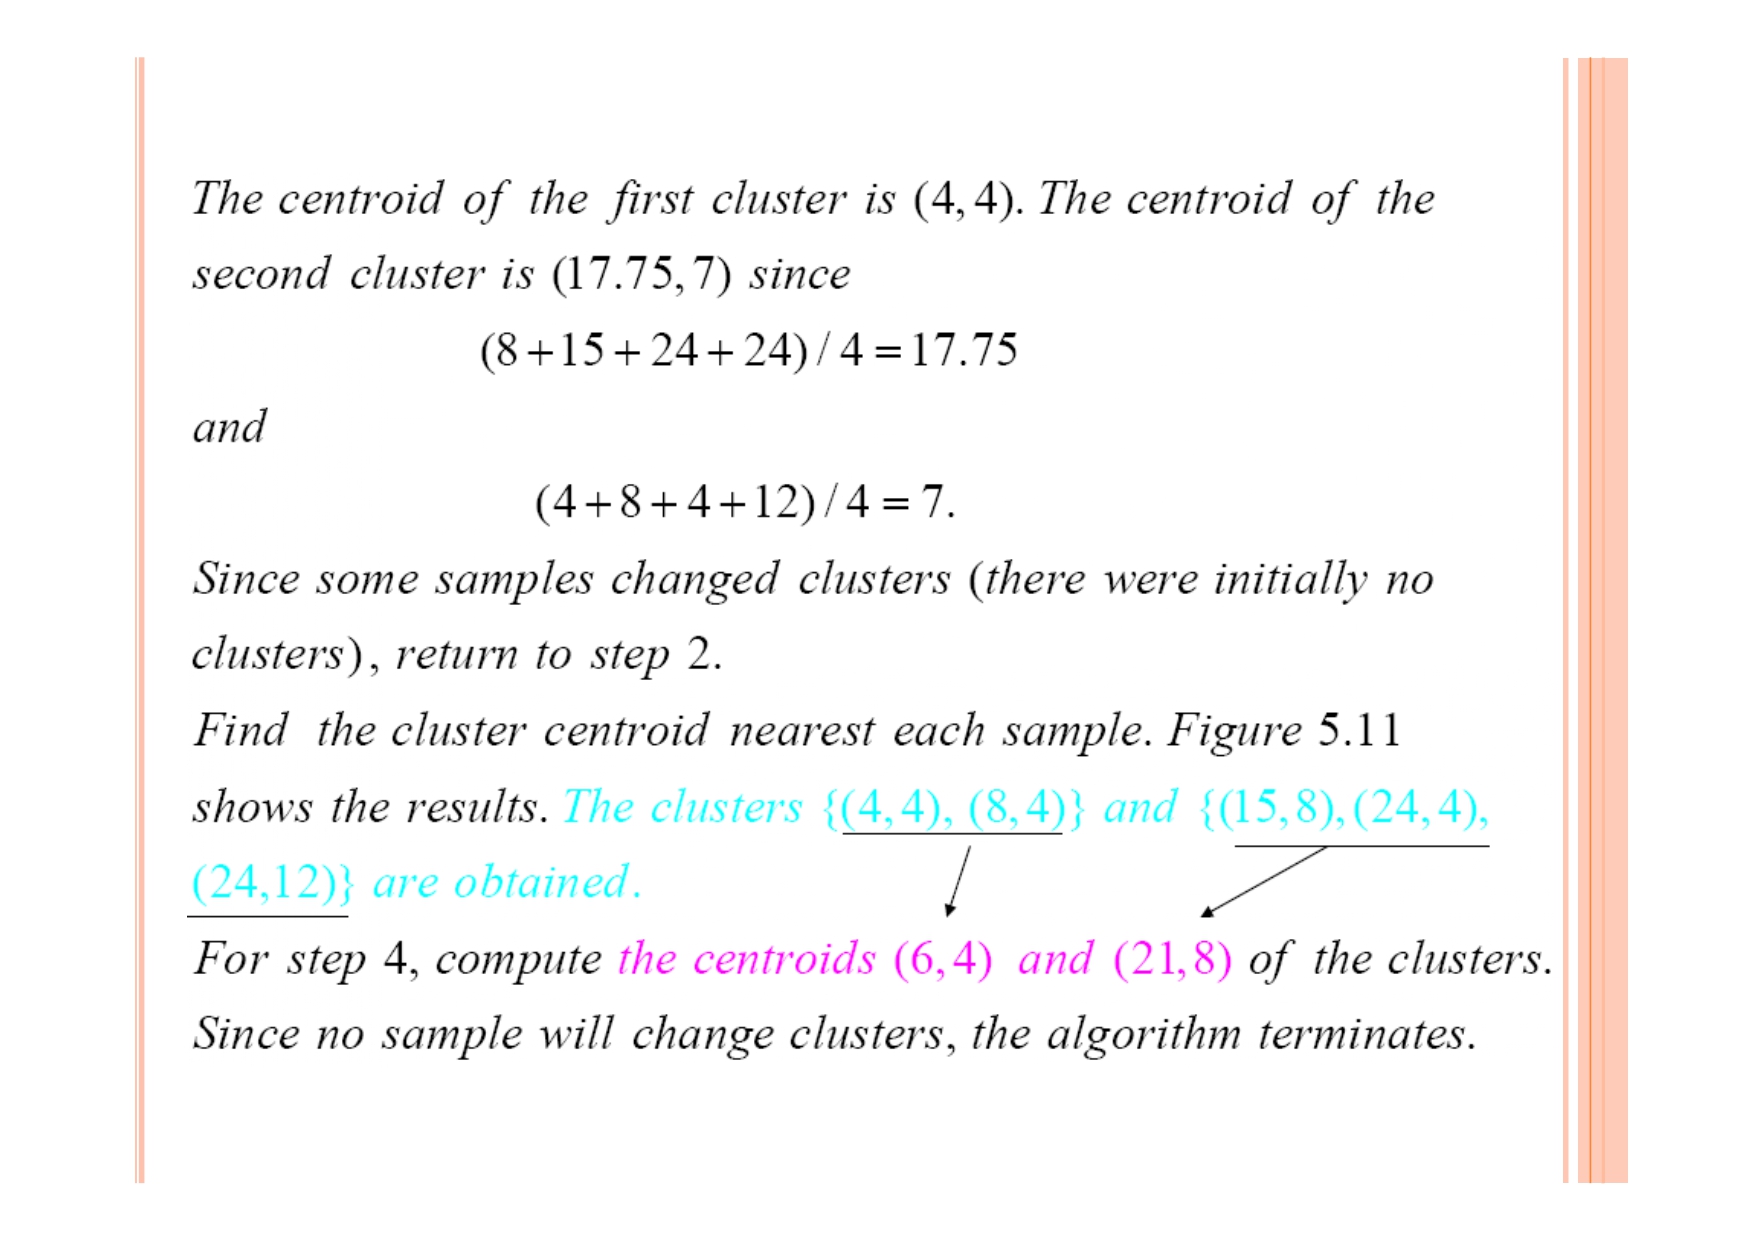 The centroid of the first cluster is (4, 4). The centroid of the
second cluster is (17.75, 7) since
(8 + 15 + 24 + 24) / 4 = 17.75
and
(4 + 8 + 4 + 12) / 4 = 7.
Since some samples changed clusters (there were initially no
clusters), return to step 2.
Find the cluster centroid nearest each sample. Figure 5.11
shows the results. The clusters {(4, 4), (8, 4)} and {(15, 8), (24, 4),
(24,12)} are obtained.
For step 4, compute the centroids (6, 4) and (21, 8) of the clusters.
Since no sample will change clusters, the algorithm terminates.